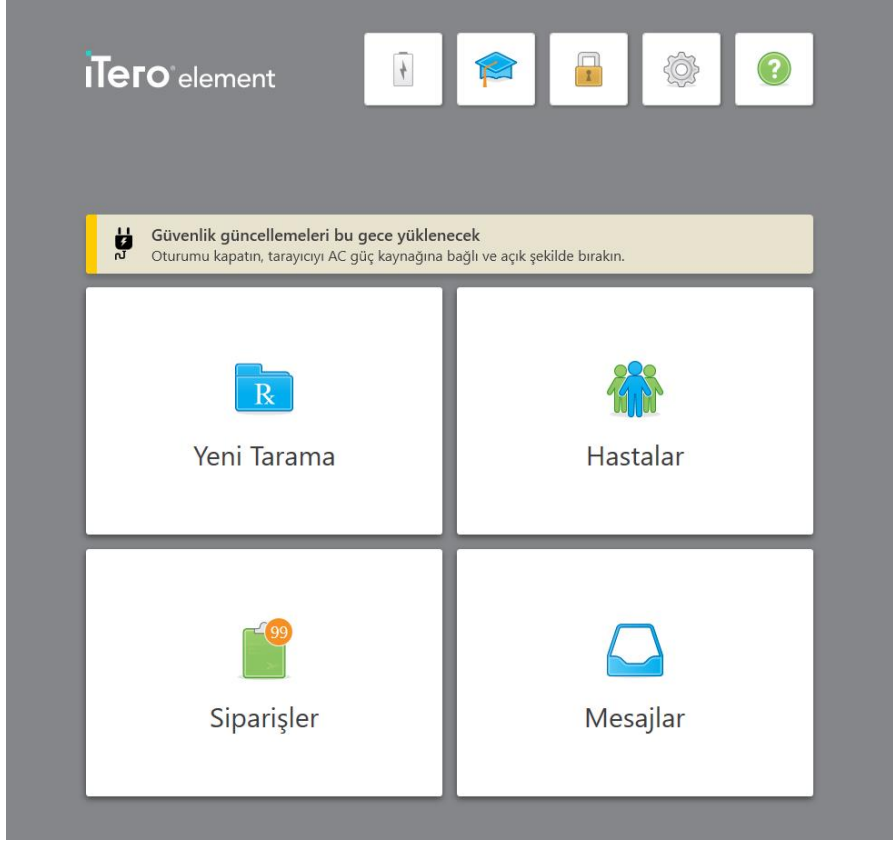 iTero element
?
Güvenlik güncellemeleri bu gece yüklenecek
Oturumu kapatın, tarayıcıyı AC güç kaynağına bağlı ve açık şekilde bırakın.
Rx
Yeni Tarama
Hastalar
99
Siparişler
Mesajlar